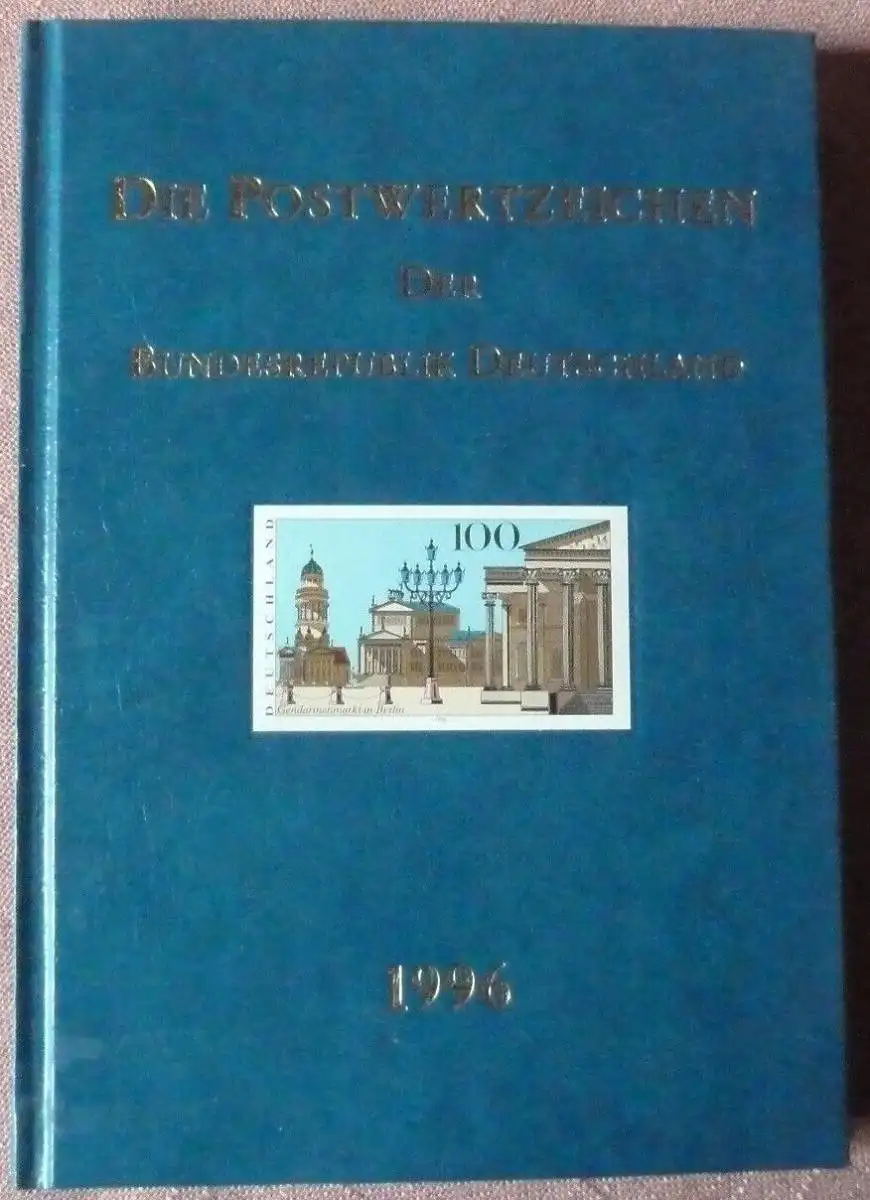 DIE POSTWERTZEICHEN
DER
BUNDESREPUBLIK DEUTSCHLAND
DEUTSCHLAND
100
Gendarmenmarkt in Berlin
1996